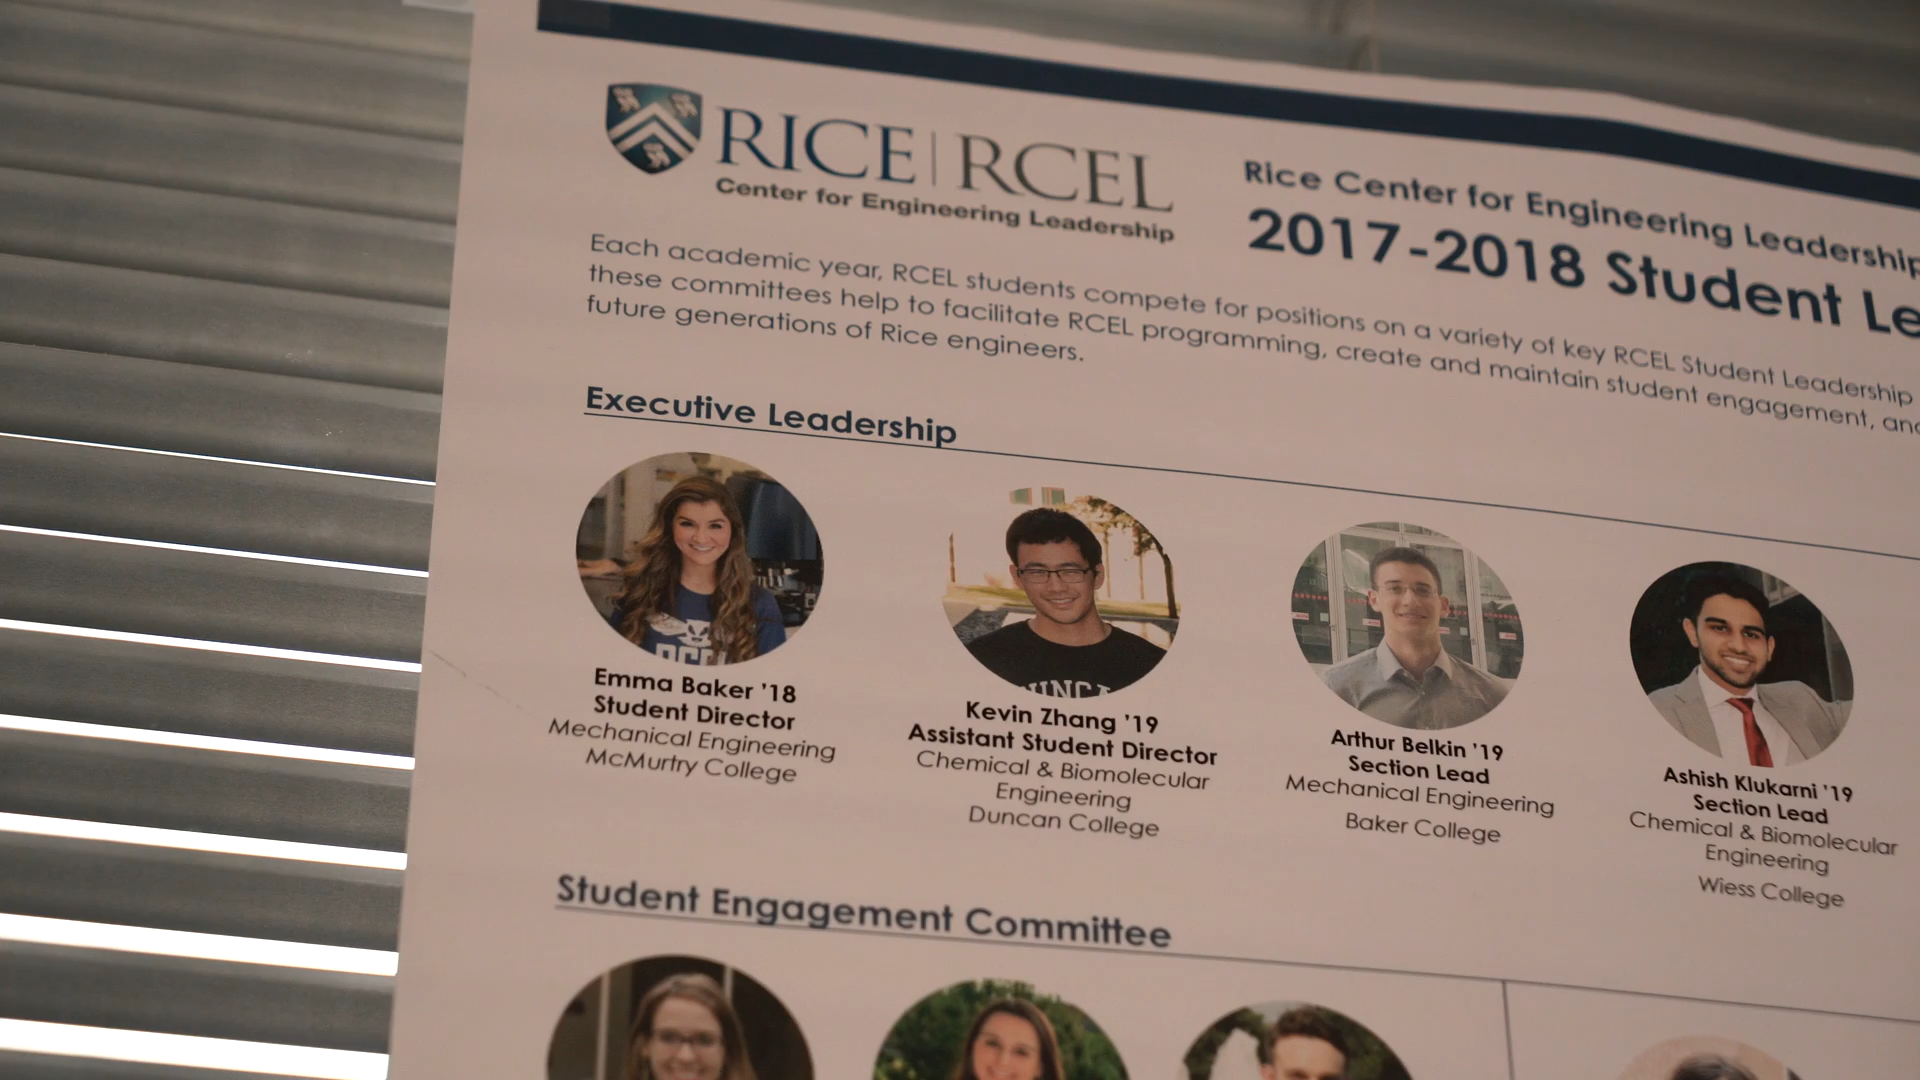 RICE | RCEL
Center for Engineering Leadership
Rice Center for Engineering Leadership
2017-2018 Student Le
Each academic year, RCEL students compete for positions on a variety of key RCEL Student Leadership
these committees help to facilitate RCEL programming, create and maintain student engagement, and
future generations of Rice engineers.
Executive Leadership
Emma Baker ’18
Student Director
Mechanical Engineering
McMurtry College
Kevin Zhang ’19
Assistant Student Director
Chemical & Biomolecular
Engineering
Duncan College
Arthur Belkin ’19
Section Lead
Mechanical Engineering
Baker College
Ashish Klukarni ’19
Section Lead
Chemical & Biomolecular
Engineering
Wiess College
Student Engagement Committee